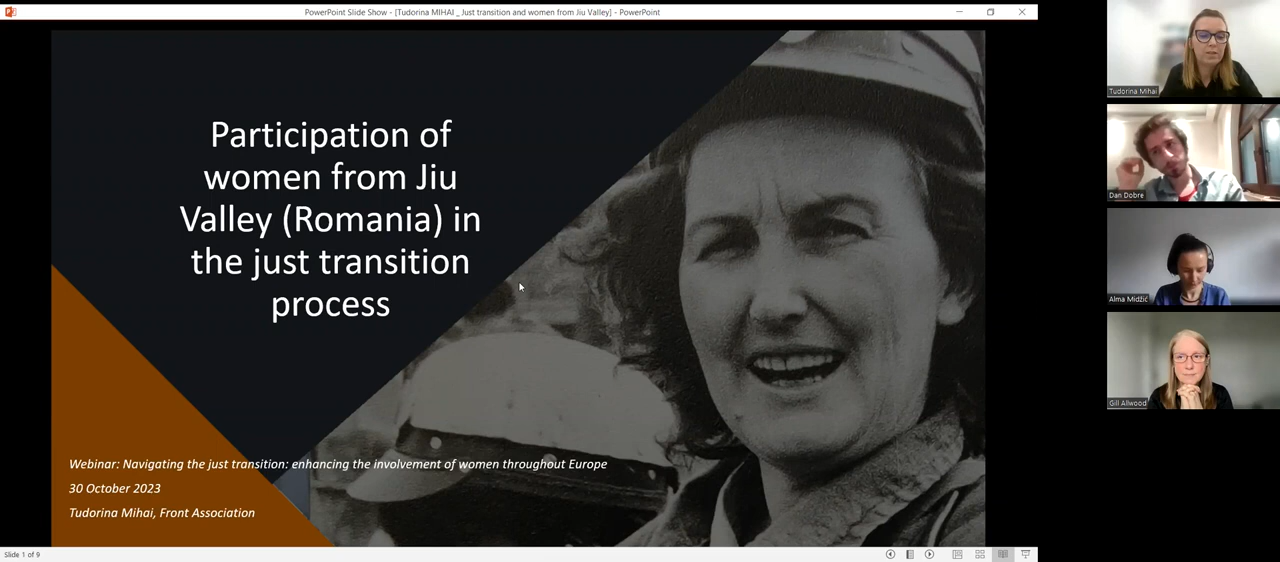 PowerPoint Slide Show - [Tudorina MIHAI _ Just transition and women from Jiu Valley] - PowerPoint
Participation of
women from Jiu
Valley (Romania) in
the just transition
process
Webinar: Navigating the just transition: enhancing the involvement of women throughout Europe
30 October 2023
Tudorina Mihai, Front Association
Slide 1 of 9
Tudorina Mihai
Dan Dobre
Alma Midžić
Gill Allwood